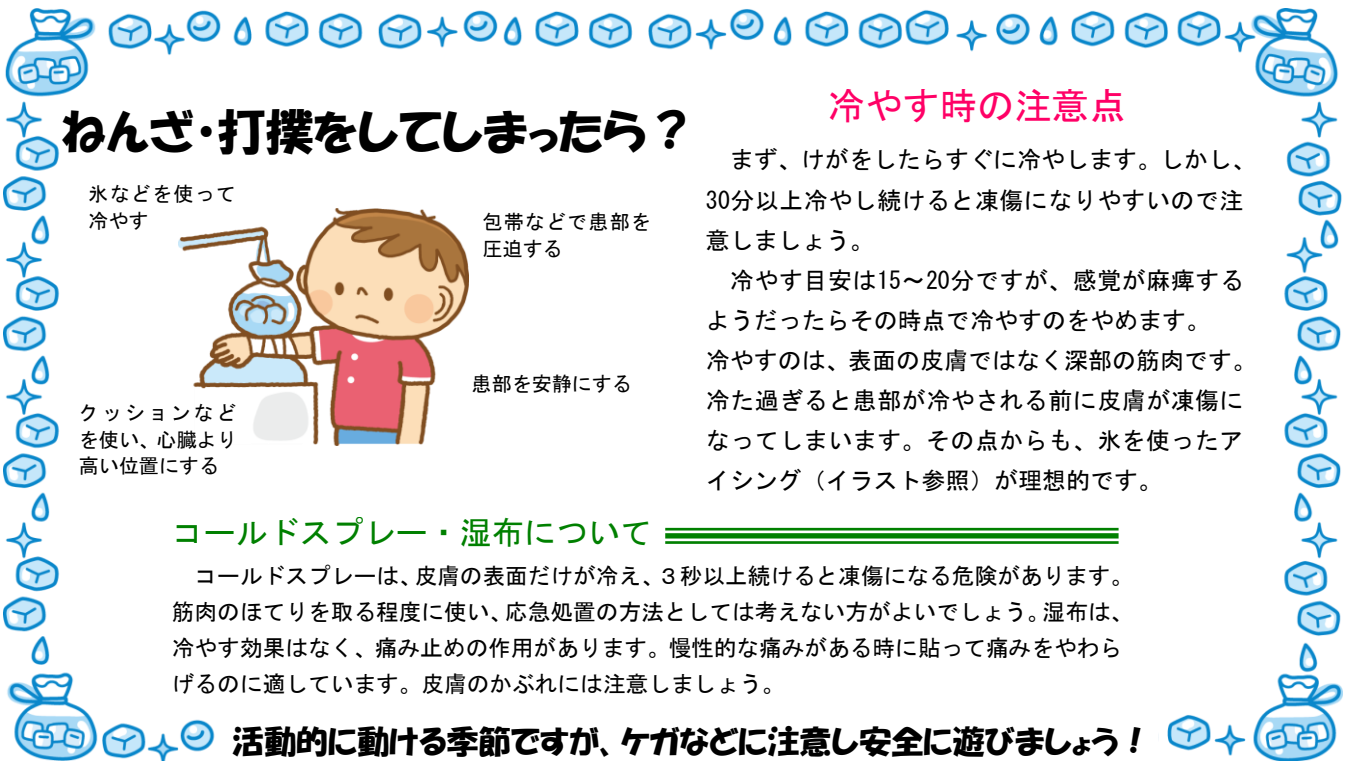 ねんざ・打撲をしてしまったら？
氷などを使って
冷やす
包帯などで患部を
圧迫する
患部を安静にする
クッションなど
を使い、心臓より
高い位置にする
冷やす時の注意点
まず、けがをしたらすぐに冷やします。しかし、
30分以上冷やし続けると凍傷になりやすいので注
意しましょう。
冷やす目安は15～20分ですが、感覚が麻痺する
ようだったらその時点で冷やすのをやめます。
冷やすのは、表面の皮膚ではなく深部の筋肉です。
冷た過ぎると患部が冷やされる前に皮膚が凍傷に
なってしまいます。その点からも、氷を使ったア
イシング（イラスト参照）が理想的です。
コールドスプレー・湿布について
コールドスプレーは、皮膚の表面だけが冷え、３秒以上続けると凍傷になる危険があります。
筋肉のほてりを取る程度に使い、応急処置の方法としては考えない方がよいでしょう。湿布は、
冷やす効果はなく、痛み止めの作用があります。慢性的な痛みがある時に貼って痛みをやわら
げるのに適しています。皮膚のかぶれには注意しましょう。
活動的に動ける季節ですが、ケガなどに注意し安全に遊びましょう！